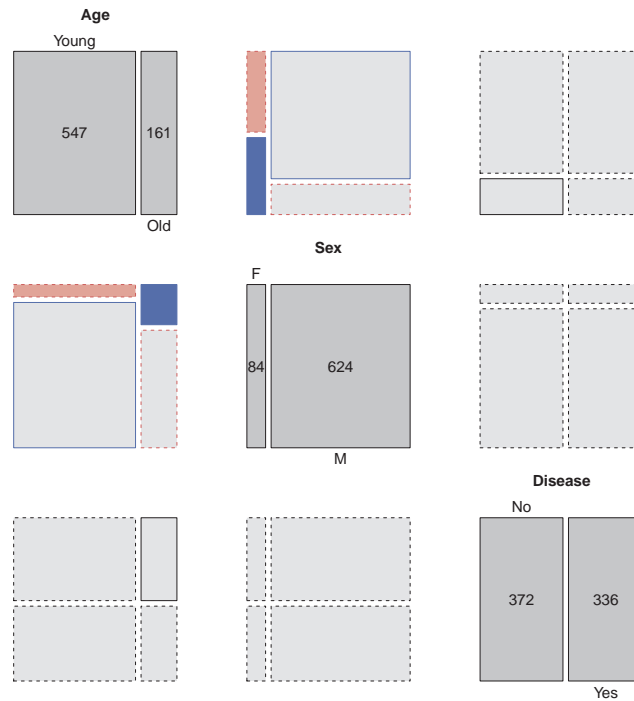 Age
Young
547
161
Old
Sex
F
84
624
M
Disease
No
372
336
Yes